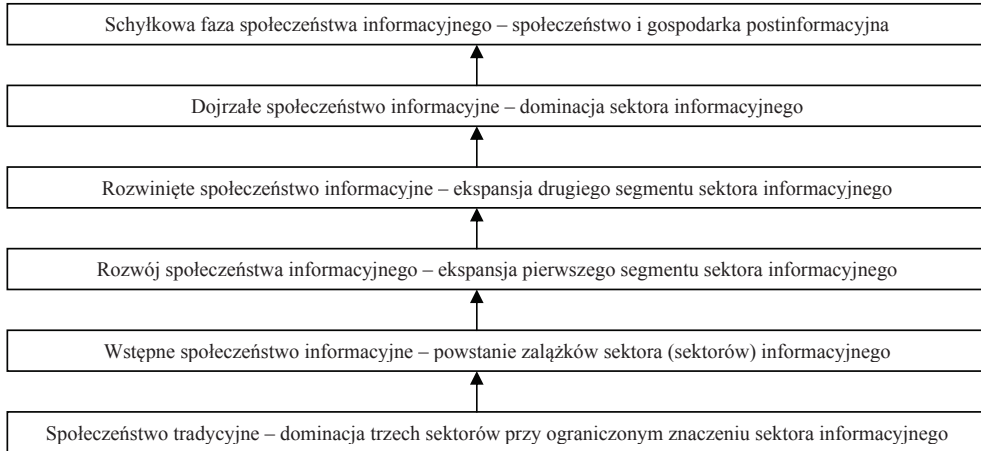 Schyłkowa faza społeczeństwa informacyjnego – społeczeństwo i gospodarka postinformacyjna
Dojrzałe społeczeństwo informacyjne – dominacja sektora informacyjnego
Rozwinięte społeczeństwo informacyjne – ekspansja drugiego segmentu sektora informacyjnego
Rozwój społeczeństwa informacyjnego – ekspansja pierwszego segmentu sektora informacyjnego
Wstępne społeczeństwo informacyjne – powstanie zalążków sektora (sektorów) informacyjnego
Społeczeństwo tradycyjne – dominacja trzech sektorów przy ograniczonym znaczeniu sektora informacyjnego